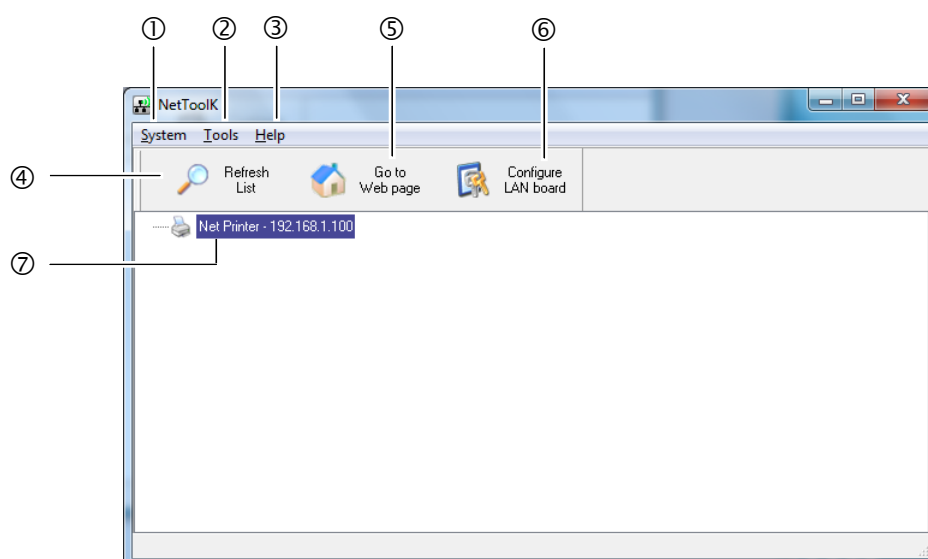 ① ② ③ ⑤ ⑥
NetToolK
System Tools Help
④
Refresh
List
Go to
Web page
Configure
LAN board
Net Printer - 192.168.1.100
⑦